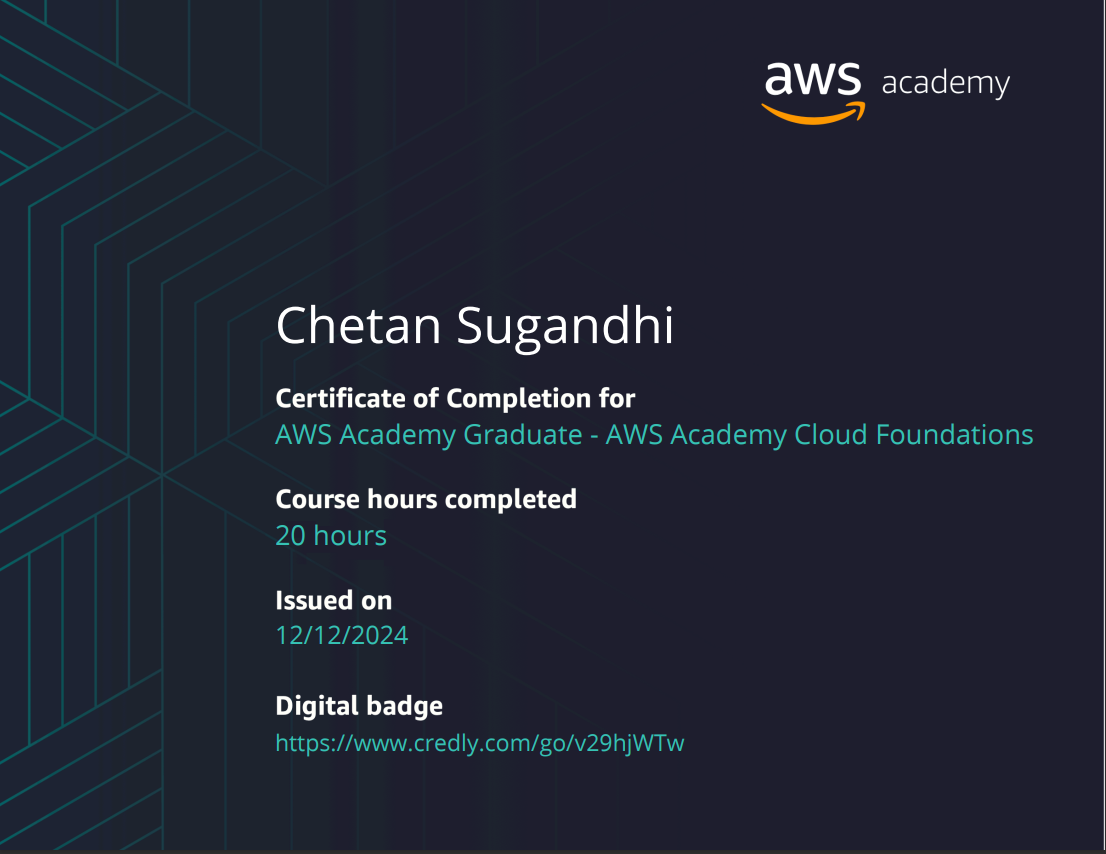 aws academy
Chetan Sugandhi
Certificate of Completion for
AWS Academy Graduate - AWS Academy Cloud Foundations
Course hours completed
20 hours
Issued on
12/12/2024
Digital badge
https://www.credly.com/go/v29hjWTw